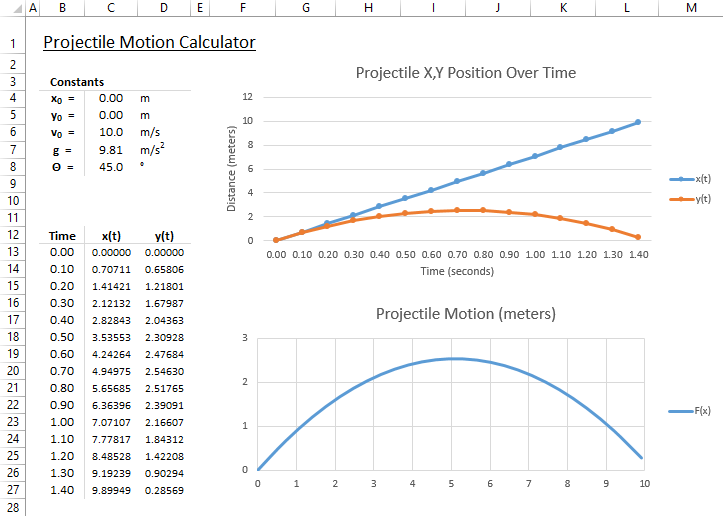 A B C D E F G H I J K L M
1 Projectile Motion Calculator
2
3 Constants
4 x₀ = 0.00 m
5 y₀ = 0.00 m
6 v₀ = 10.0 m/s
7 g = 9.81 m/s²
8 Θ = 45.0 °
9
10
11
12 Time x(t) y(t)
13 0.00 0.00000 0.00000
14 0.10 0.70711 0.65806
15 0.20 1.41421 1.21801
16 0.30 2.12132 1.67987
17 0.40 2.82843 2.04363
18 0.50 3.53553 2.30928
19 0.60 4.24264 2.47684
20 0.70 4.94975 2.54630
21 0.80 5.65685 2.51765
22 0.90 6.36396 2.39091
23 1.00 7.07107 2.16607
24 1.10 7.77817 1.84312
25 1.20 8.48528 1.42208
26 1.30 9.19239 0.90294
27 1.40 9.89949 0.28569
28
Projectile X,Y Position Over Time
Distance (meters)
12
10
8
6
4
2
0
0.00 0.10 0.20 0.30 0.40 0.50 0.60 0.70 0.80 0.90 1.00 1.10 1.20 1.30 1.40
Time (seconds)
x(t)
y(t)
Projectile Motion (meters)
3
2
1
0
0 1 2 3 4 5 6 7 8 9 10
F(x)